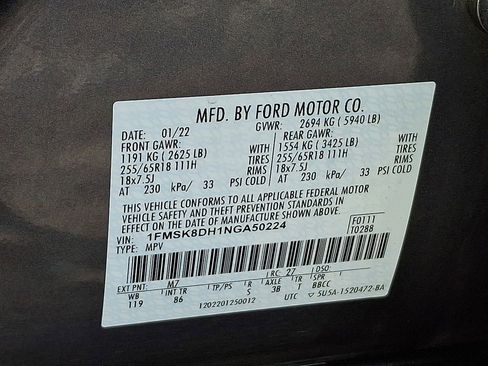 MFD. BY FORD MOTOR CO.
DATE: 01/22 GVWR: 2694 KG ( 5940 LB)
FRONT GAWR: REAR GAWR:
1191 KG ( 2625 LB) WITH 1554 KG ( 3425 LB) WITH
255/65R18 111H TIRES 255/65R18 111H TIRES
18x7.5J RIMS 18x7.5J RIMS
AT 230 kPa/ 33 PSI COLD AT 230 kPa/ 33 PSI COLD
THIS VEHICLE CONFORMS TO ALL APPLICABLE FEDERAL MOTOR
VEHICLE SAFETY AND THEFT PREVENTION STANDARDS IN
EFFECT ON THE DATE OF MANUFACTURE SHOWN ABOVE.
VIN: 1FMSK8DH1NGA50224 F0111
TYPE: MPV T0288
EXT PNT: M7 RC: 27 DSO:
WB INT TR TP/PS R AXLE TR SPR
119 86 S 3B T BBCC
1202201250012 UTC 5U5A-1520472-BA